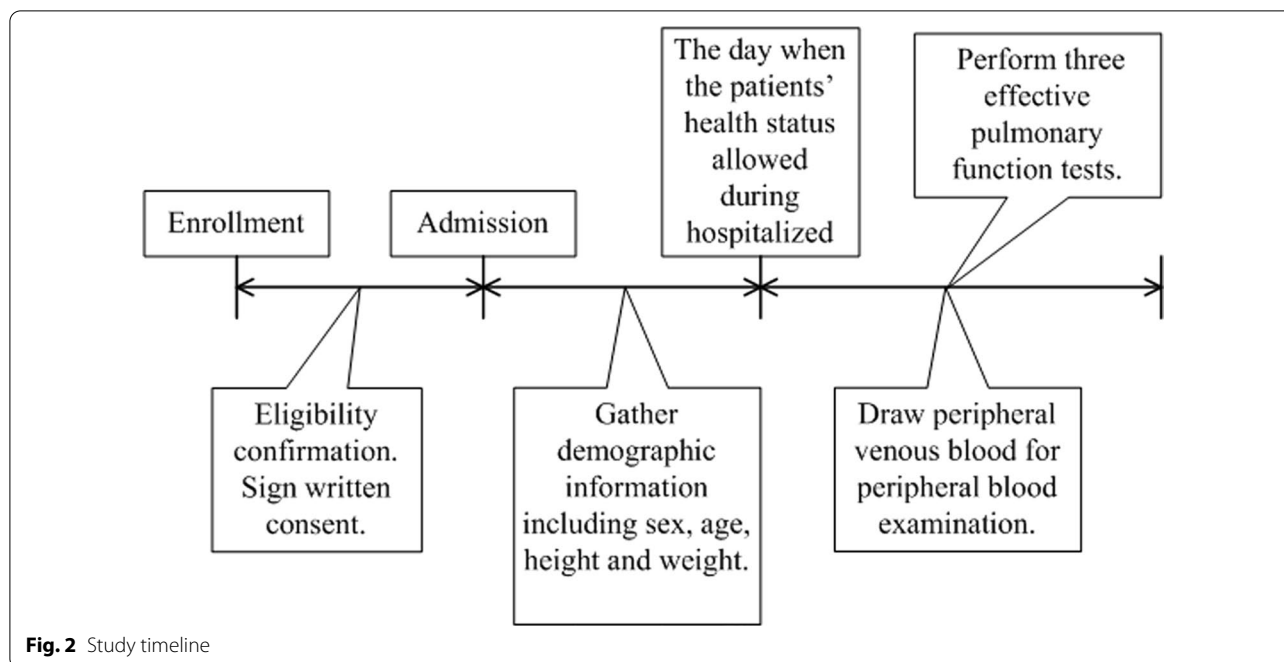 Enrollment
Admission
The day when
the patients'
health status
allowed
during
hospitalized
Perform three
effective
pulmonary
function tests.
Eligibility
confirmation.
Sign written
consent.
Gather
demographic
information
including sex, age,
height and weight.
Draw peripheral
venous blood for
peripheral blood
examination.
Fig. 2 Study timeline